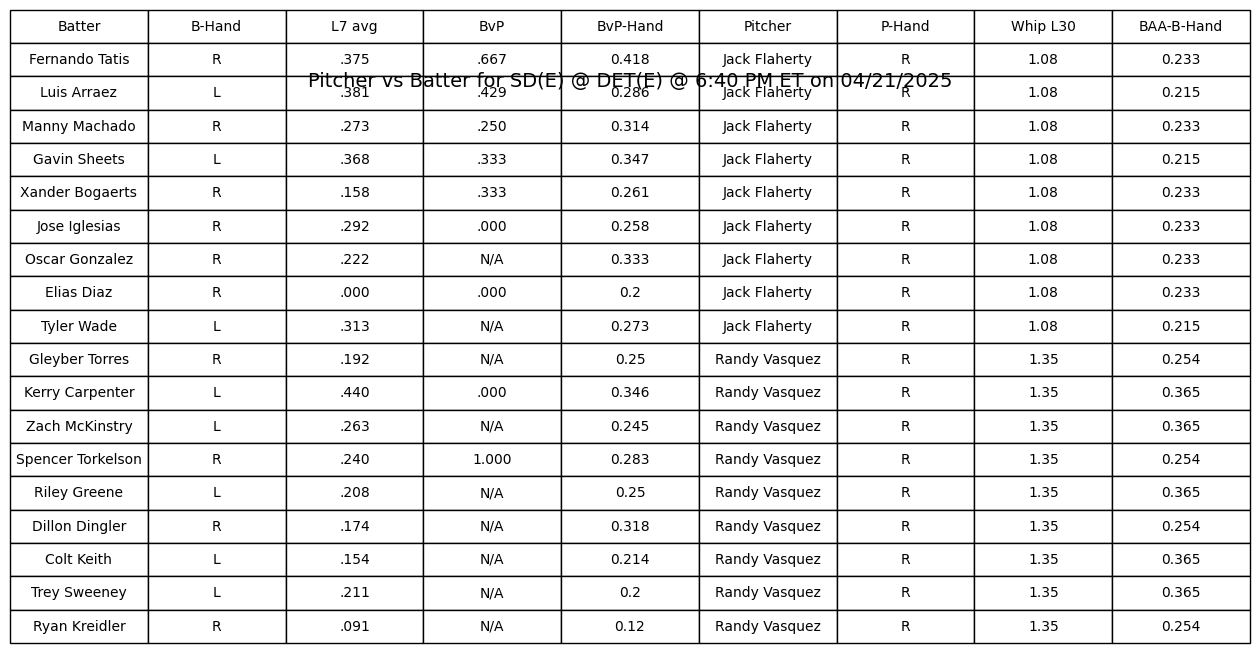 Batter B-Hand L7 avg BvP BvP-Hand Pitcher P-Hand Whip L30 BAA-B-Hand
Fernando Tatis R .375 .667 0.418 Jack Flaherty R 1.08 0.233
Pitcher vs Batter for SD(E) @ DET(E) @ 6:40 PM ET on 04/21/2025
Luis Arraez L .381 .429 0.286 Jack Flaherty R 1.08 0.215
Manny Machado R .273 .250 0.314 Jack Flaherty R 1.08 0.233
Gavin Sheets L .368 .333 0.347 Jack Flaherty R 1.08 0.215
Xander Bogaerts R .158 .333 0.261 Jack Flaherty R 1.08 0.233
Jose Iglesias R .292 .000 0.258 Jack Flaherty R 1.08 0.233
Oscar Gonzalez R .222 N/A 0.333 Jack Flaherty R 1.08 0.233
Elias Diaz R .000 .000 0.2 Jack Flaherty R 1.08 0.233
Tyler Wade L .313 N/A 0.273 Jack Flaherty R 1.08 0.215
Gleyber Torres R .192 N/A 0.25 Randy Vasquez R 1.35 0.254
Kerry Carpenter L .440 .000 0.346 Randy Vasquez R 1.35 0.365
Zach McKinstry L .263 N/A 0.245 Randy Vasquez R 1.35 0.365
Spencer Torkelson R .240 1.000 0.283 Randy Vasquez R 1.35 0.254
Riley Greene L .208 N/A 0.25 Randy Vasquez R 1.35 0.365
Dillon Dingler R .174 N/A 0.318 Randy Vasquez R 1.35 0.254
Colt Keith L .154 N/A 0.214 Randy Vasquez R 1.35 0.365
Trey Sweeney L .211 N/A 0.2 Randy Vasquez R 1.35 0.365
Ryan Kreidler R .091 N/A 0.12 Randy Vasquez R 1.35 0.254